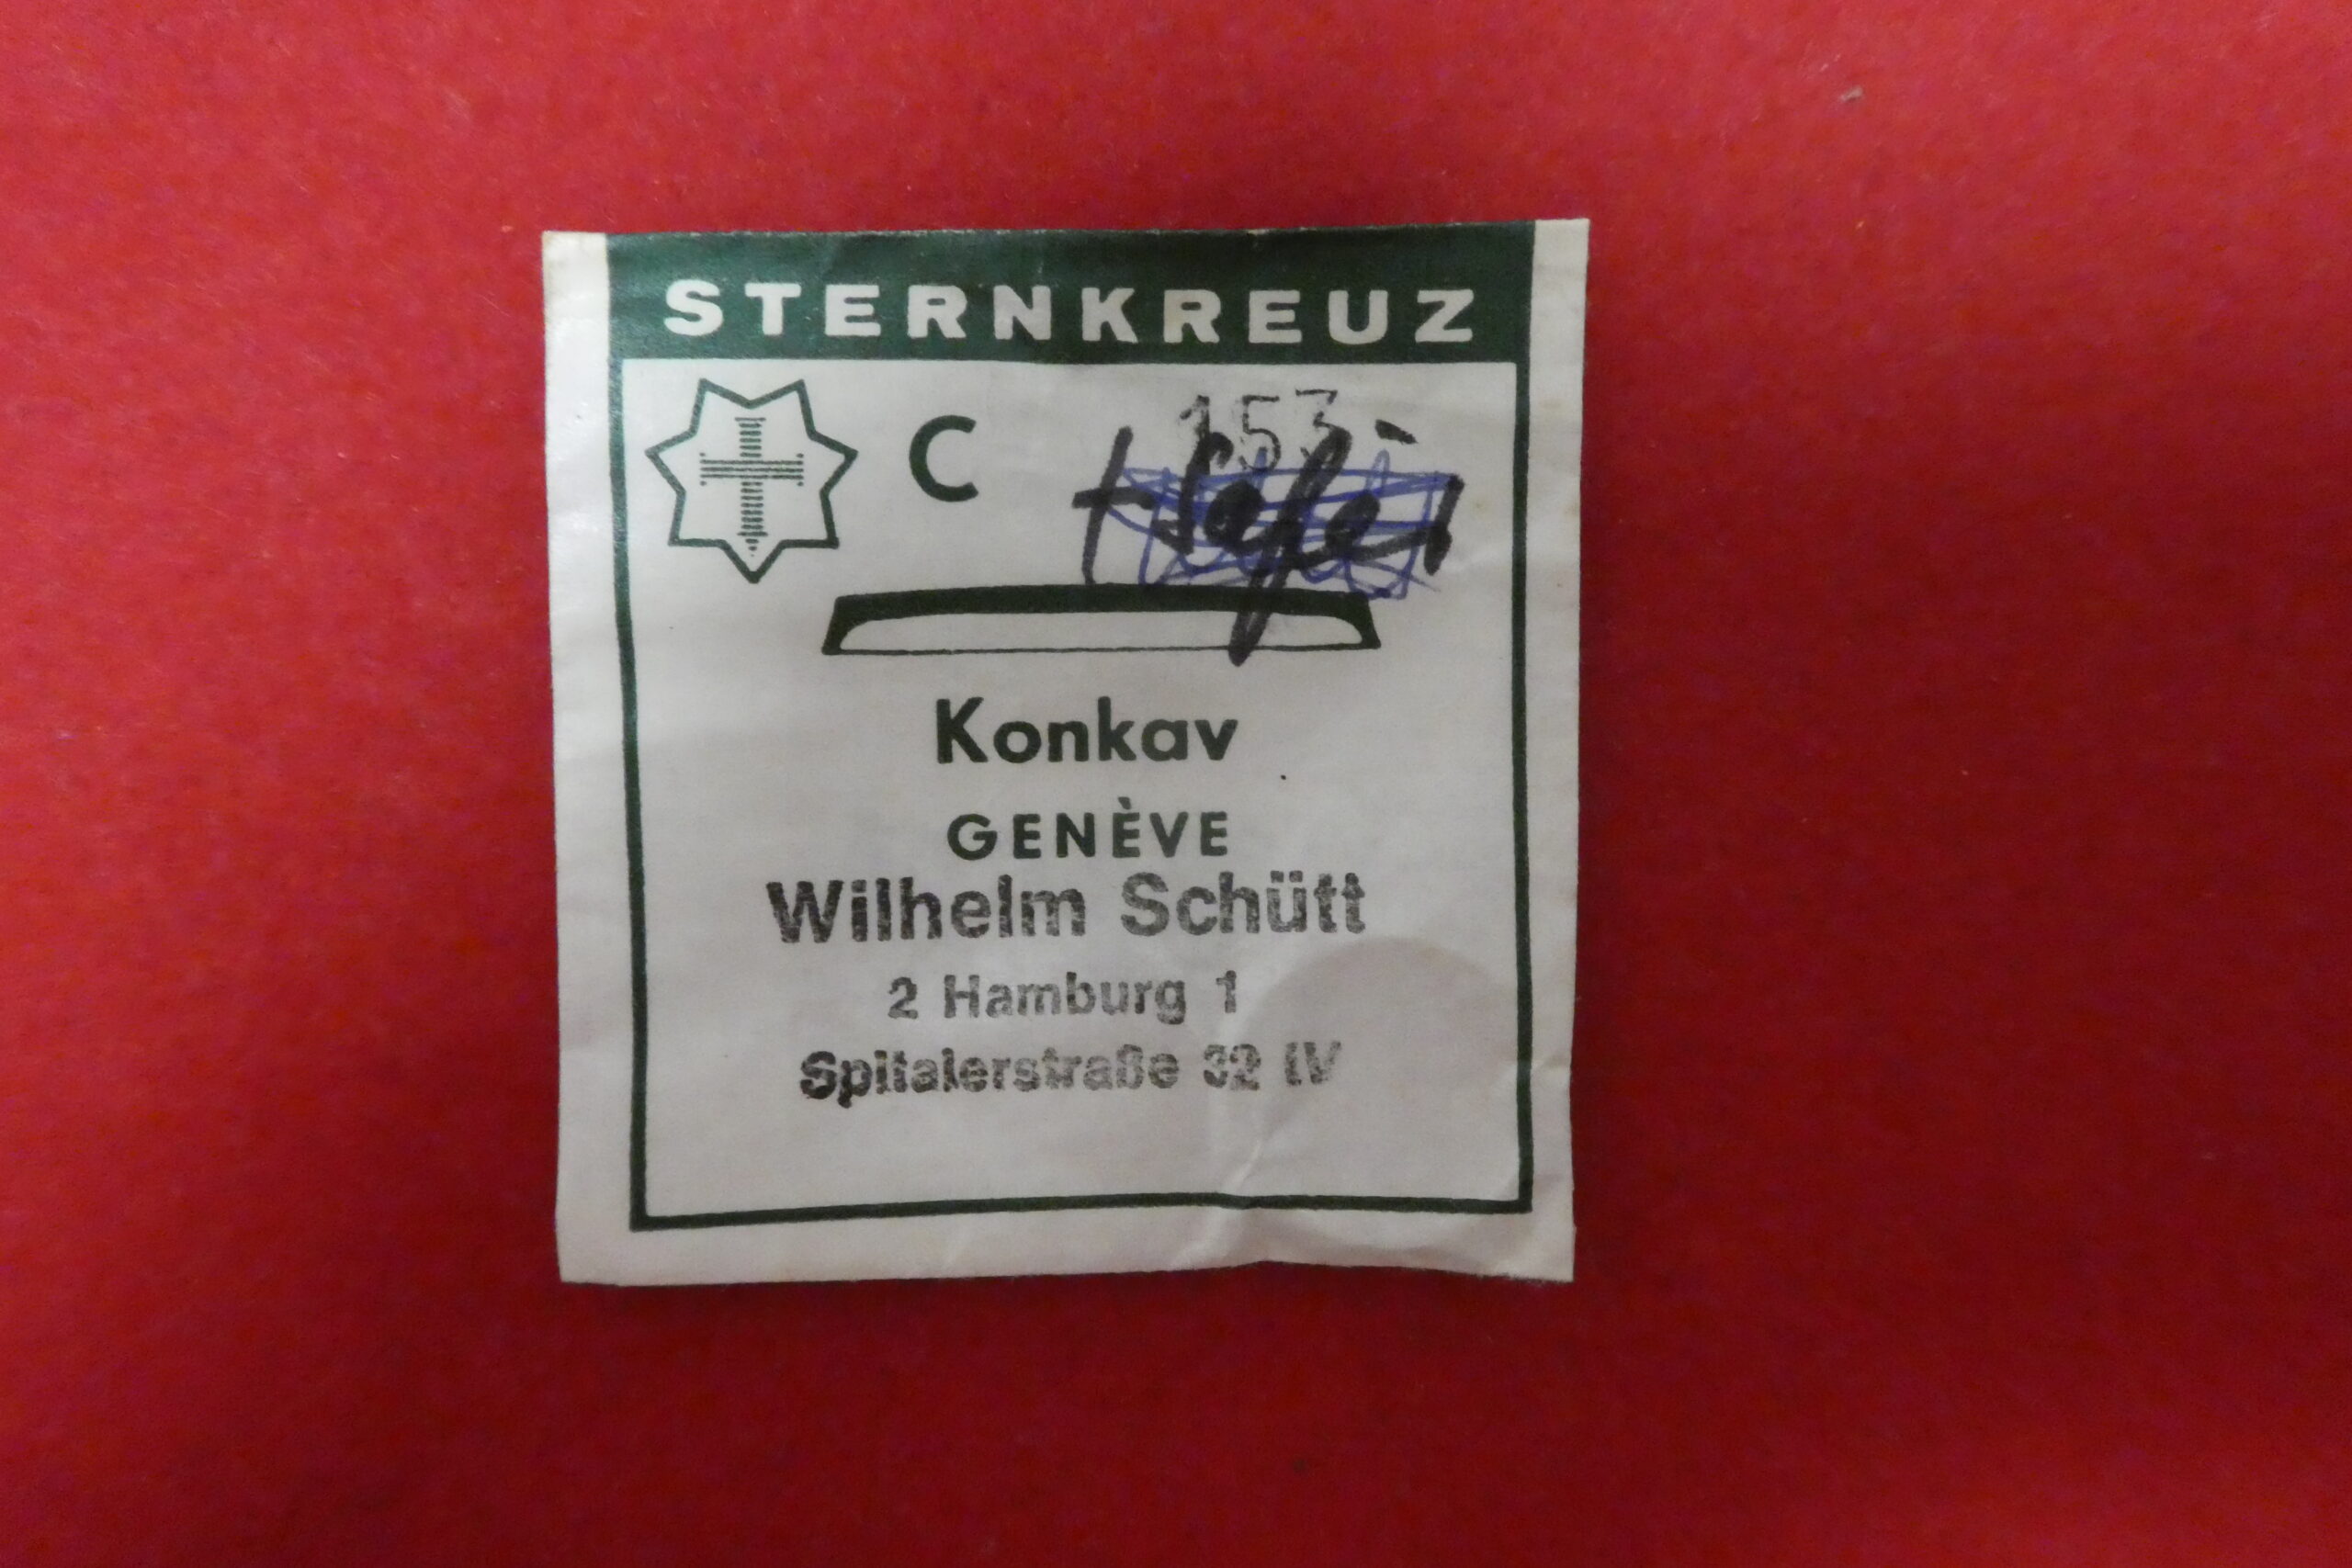 STERNKREUZ
C 153
Konkav
GENÈVE
Wilhelm Schütt
2 Hamburg 1
Spitalerstraße 32 IV